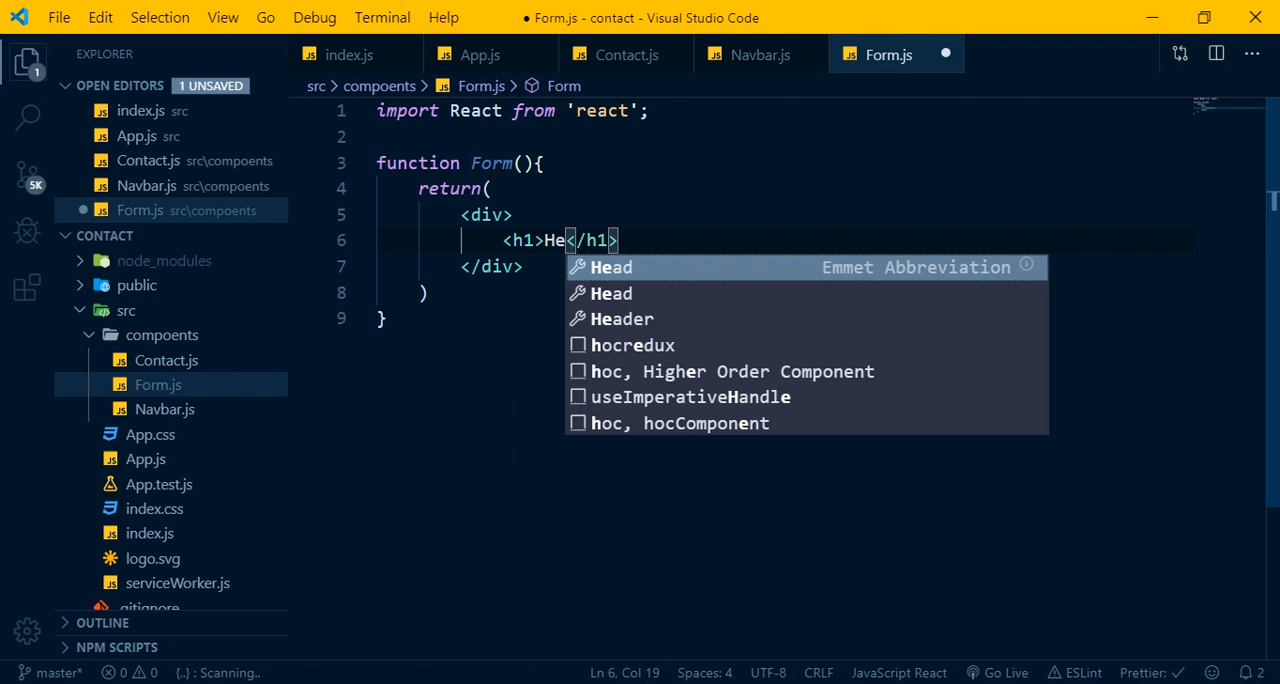 File Edit Selection View Go Debug Terminal Help ● Form.js - contact - Visual Studio Code
EXPLORER
OPEN EDITORS 1 UNSAVED
index.js src
App.js src
Contact.js src\compoents
Navbar.js src\compoents
Form.js src\compoents
CONTACT
node_modules
public
src
compoents
Contact.js
Form.js
Navbar.js
App.css
App.js
App.test.js
index.css
index.js
logo.svg
serviceWorker.js
.gitignore
OUTLINE
NPM SCRIPTS
1
5K
index.js App.js Contact.js Navbar.js Form.js
src > compoents > Form.js > Form
1 import React from 'react';
2
3 function Form(){
4 return(
5 <div>
6 <h1>He</h1>
7 </div>
8 )
9 }
Head Emmet Abbreviation
Head
Header
hocredux
hoc, Higher Order Component
useImperativeHandle
hoc, hocComponent
master* 0 0 {..} : Scanning.. Ln 6, Col 19 Spaces: 4 UTF-8 CRLF JavaScript React Go Live ESLint Prettier: ✓ 2